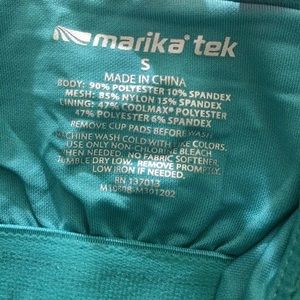 marika® tek
S
MADE IN CHINA
BODY: 90% POLYESTER 10% SPANDEX
MESH: 85% NYLON 15% SPANDEX
LINING: 47% COOLMAX® POLYESTER
47% POLYESTER 6% SPANDEX
REMOVE CUP PADS BEFORE WASH.
MACHINE WASH COLD WITH LIKE COLORS.
USE ONLY NON-CHLORINE BLEACH
WHEN NEEDED. NO FABRIC SOFTENER.
TUMBLE DRY LOW. REMOVE PROMPTLY.
LOW IRON IF NEEDED.
RN 137013